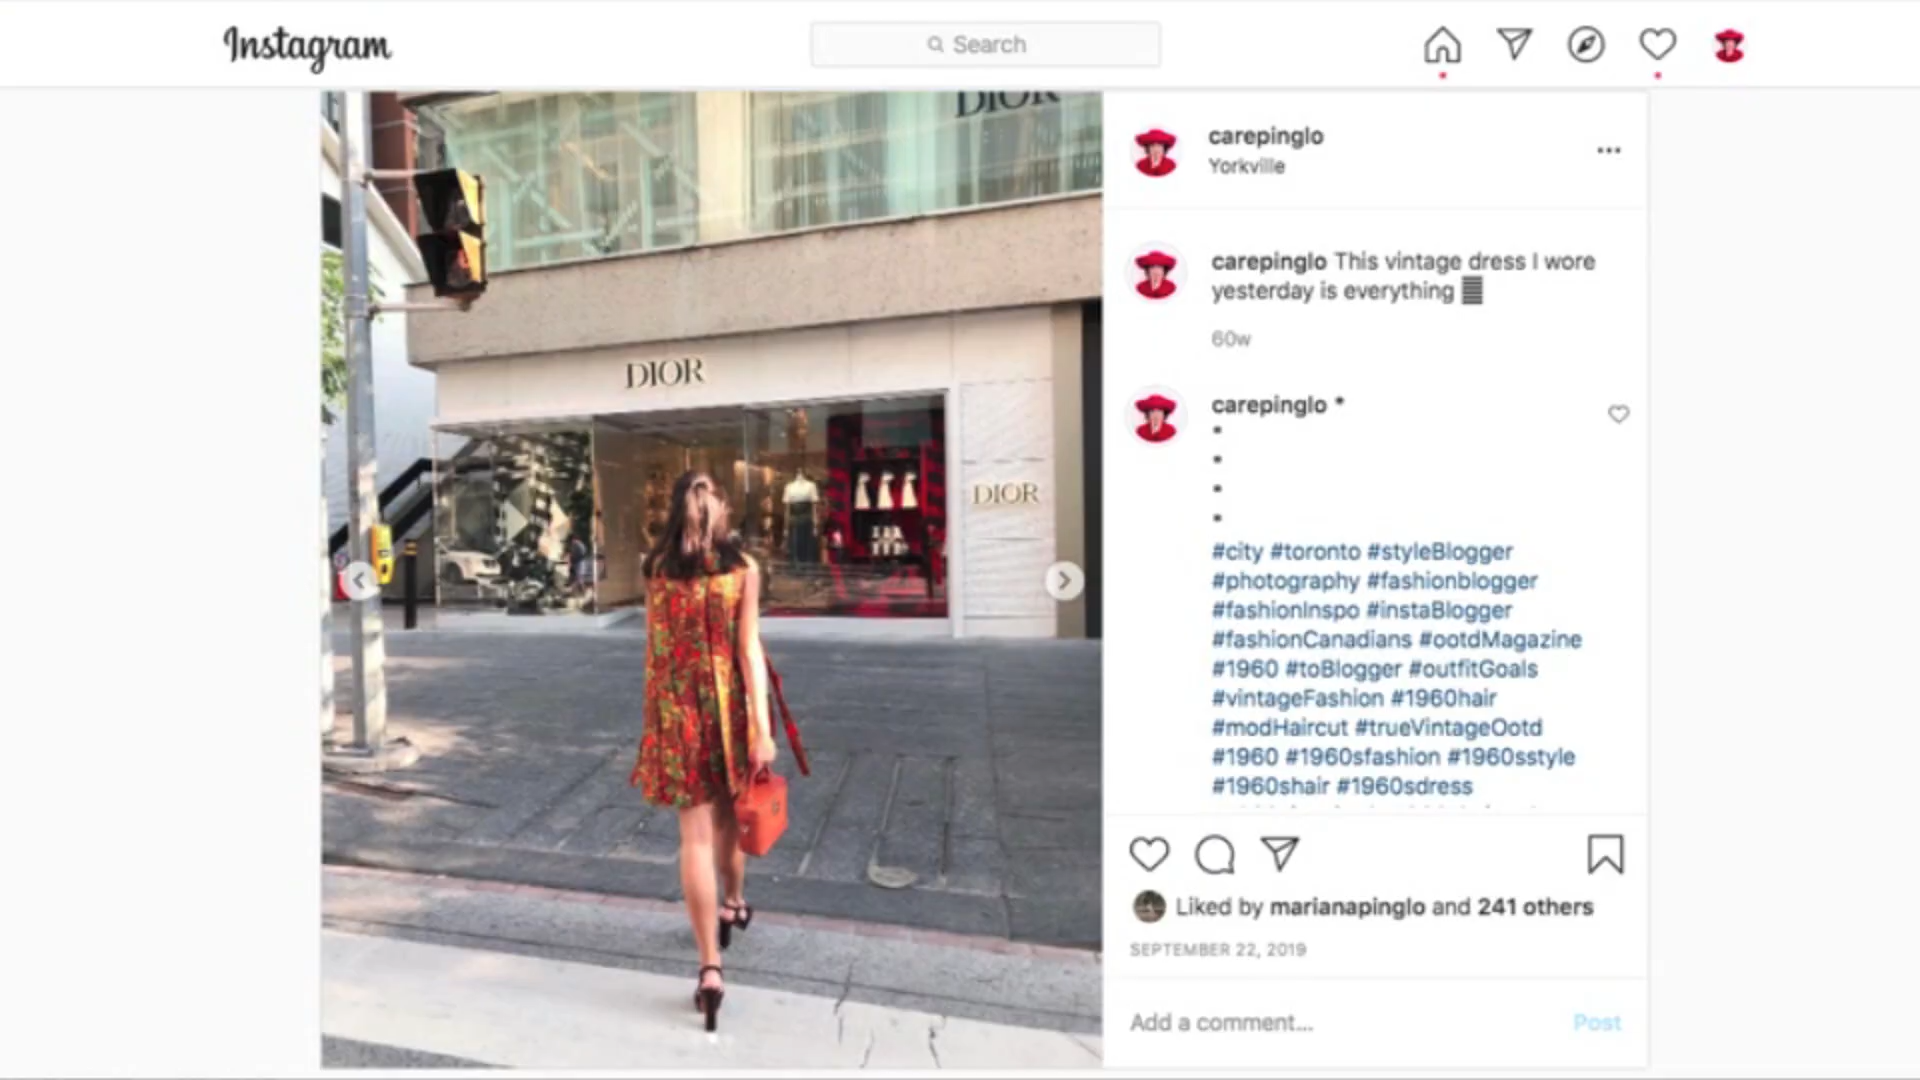 Instagram
Search
DIOR
DIOR
DIOR
carepinglo
Yorkville
carepinglo This vintage dress I wore
yesterday is everything
60w
carepinglo *
#city #toronto #styleBlogger
#photography #fashionblogger
#fashionInspo #instaBlogger
#fashionCanadians #ootdMagazine
#1960 #toBlogger #outfitGoals
#vintageFashion #1960hair
#modHaircut #trueVintageOotd
#1960 #1960sfashion #1960sstyle
#1960shair #1960sdress
Liked by marianapinglo and 241 others
SEPTEMBER 22, 2019
Add a comment...
Post